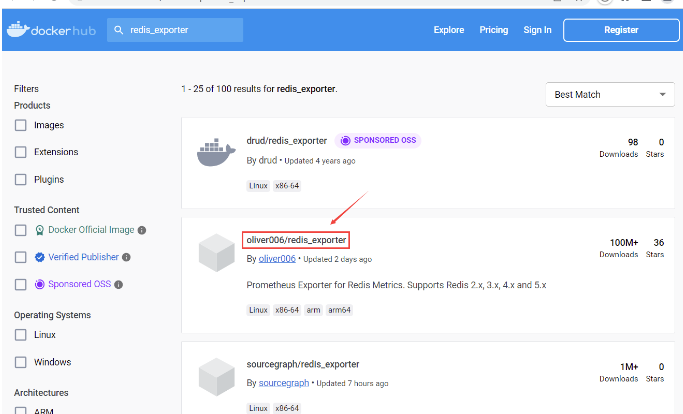 docker hub
redis_exporter
Explore
Pricing
Sign In
Register
Filters
Products
Images
Extensions
Plugins
Trusted Content
Docker Official Image
Verified Publisher
Sponsored OSS
Operating Systems
Linux
Windows
Architectures
ARM
1 - 25 of 100 results for redis_exporter.
Best Match
drud/redis_exporter SPONSORED OSS
By drud • Updated 4 years ago
Linux x86-64
98 0
Downloads Stars
oliver006/redis_exporter
By oliver006 • Updated 2 days ago
Prometheus Exporter for Redis Metrics. Supports Redis 2.x, 3.x, 4.x and 5.x
Linux x86-64 arm arm64
100M+ 36
Downloads Stars
sourcegraph/redis_exporter
By sourcegraph • Updated 7 hours ago
Linux x86-64
1M+ 0
Downloads Stars